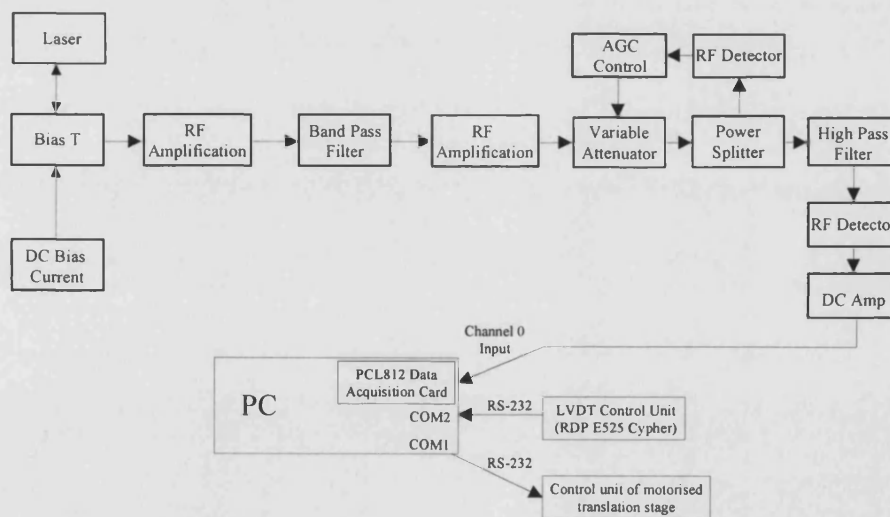 Laser
AGC
Control
RF Detector
Bias T
RF
Amplification
Band Pass
Filter
RF
Amplification
Variable
Attenuator
Power
Splitter
High Pass
Filter
DC Bias
Current
RF Detector
DC Amp
Channel 0
Input
PC
PCL812 Data
Acquisition Card
COM2
RS-232
LVDT Control Unit
(RDP E525 Cypher)
COM1
RS-232
Control unit of motorised
translation stage